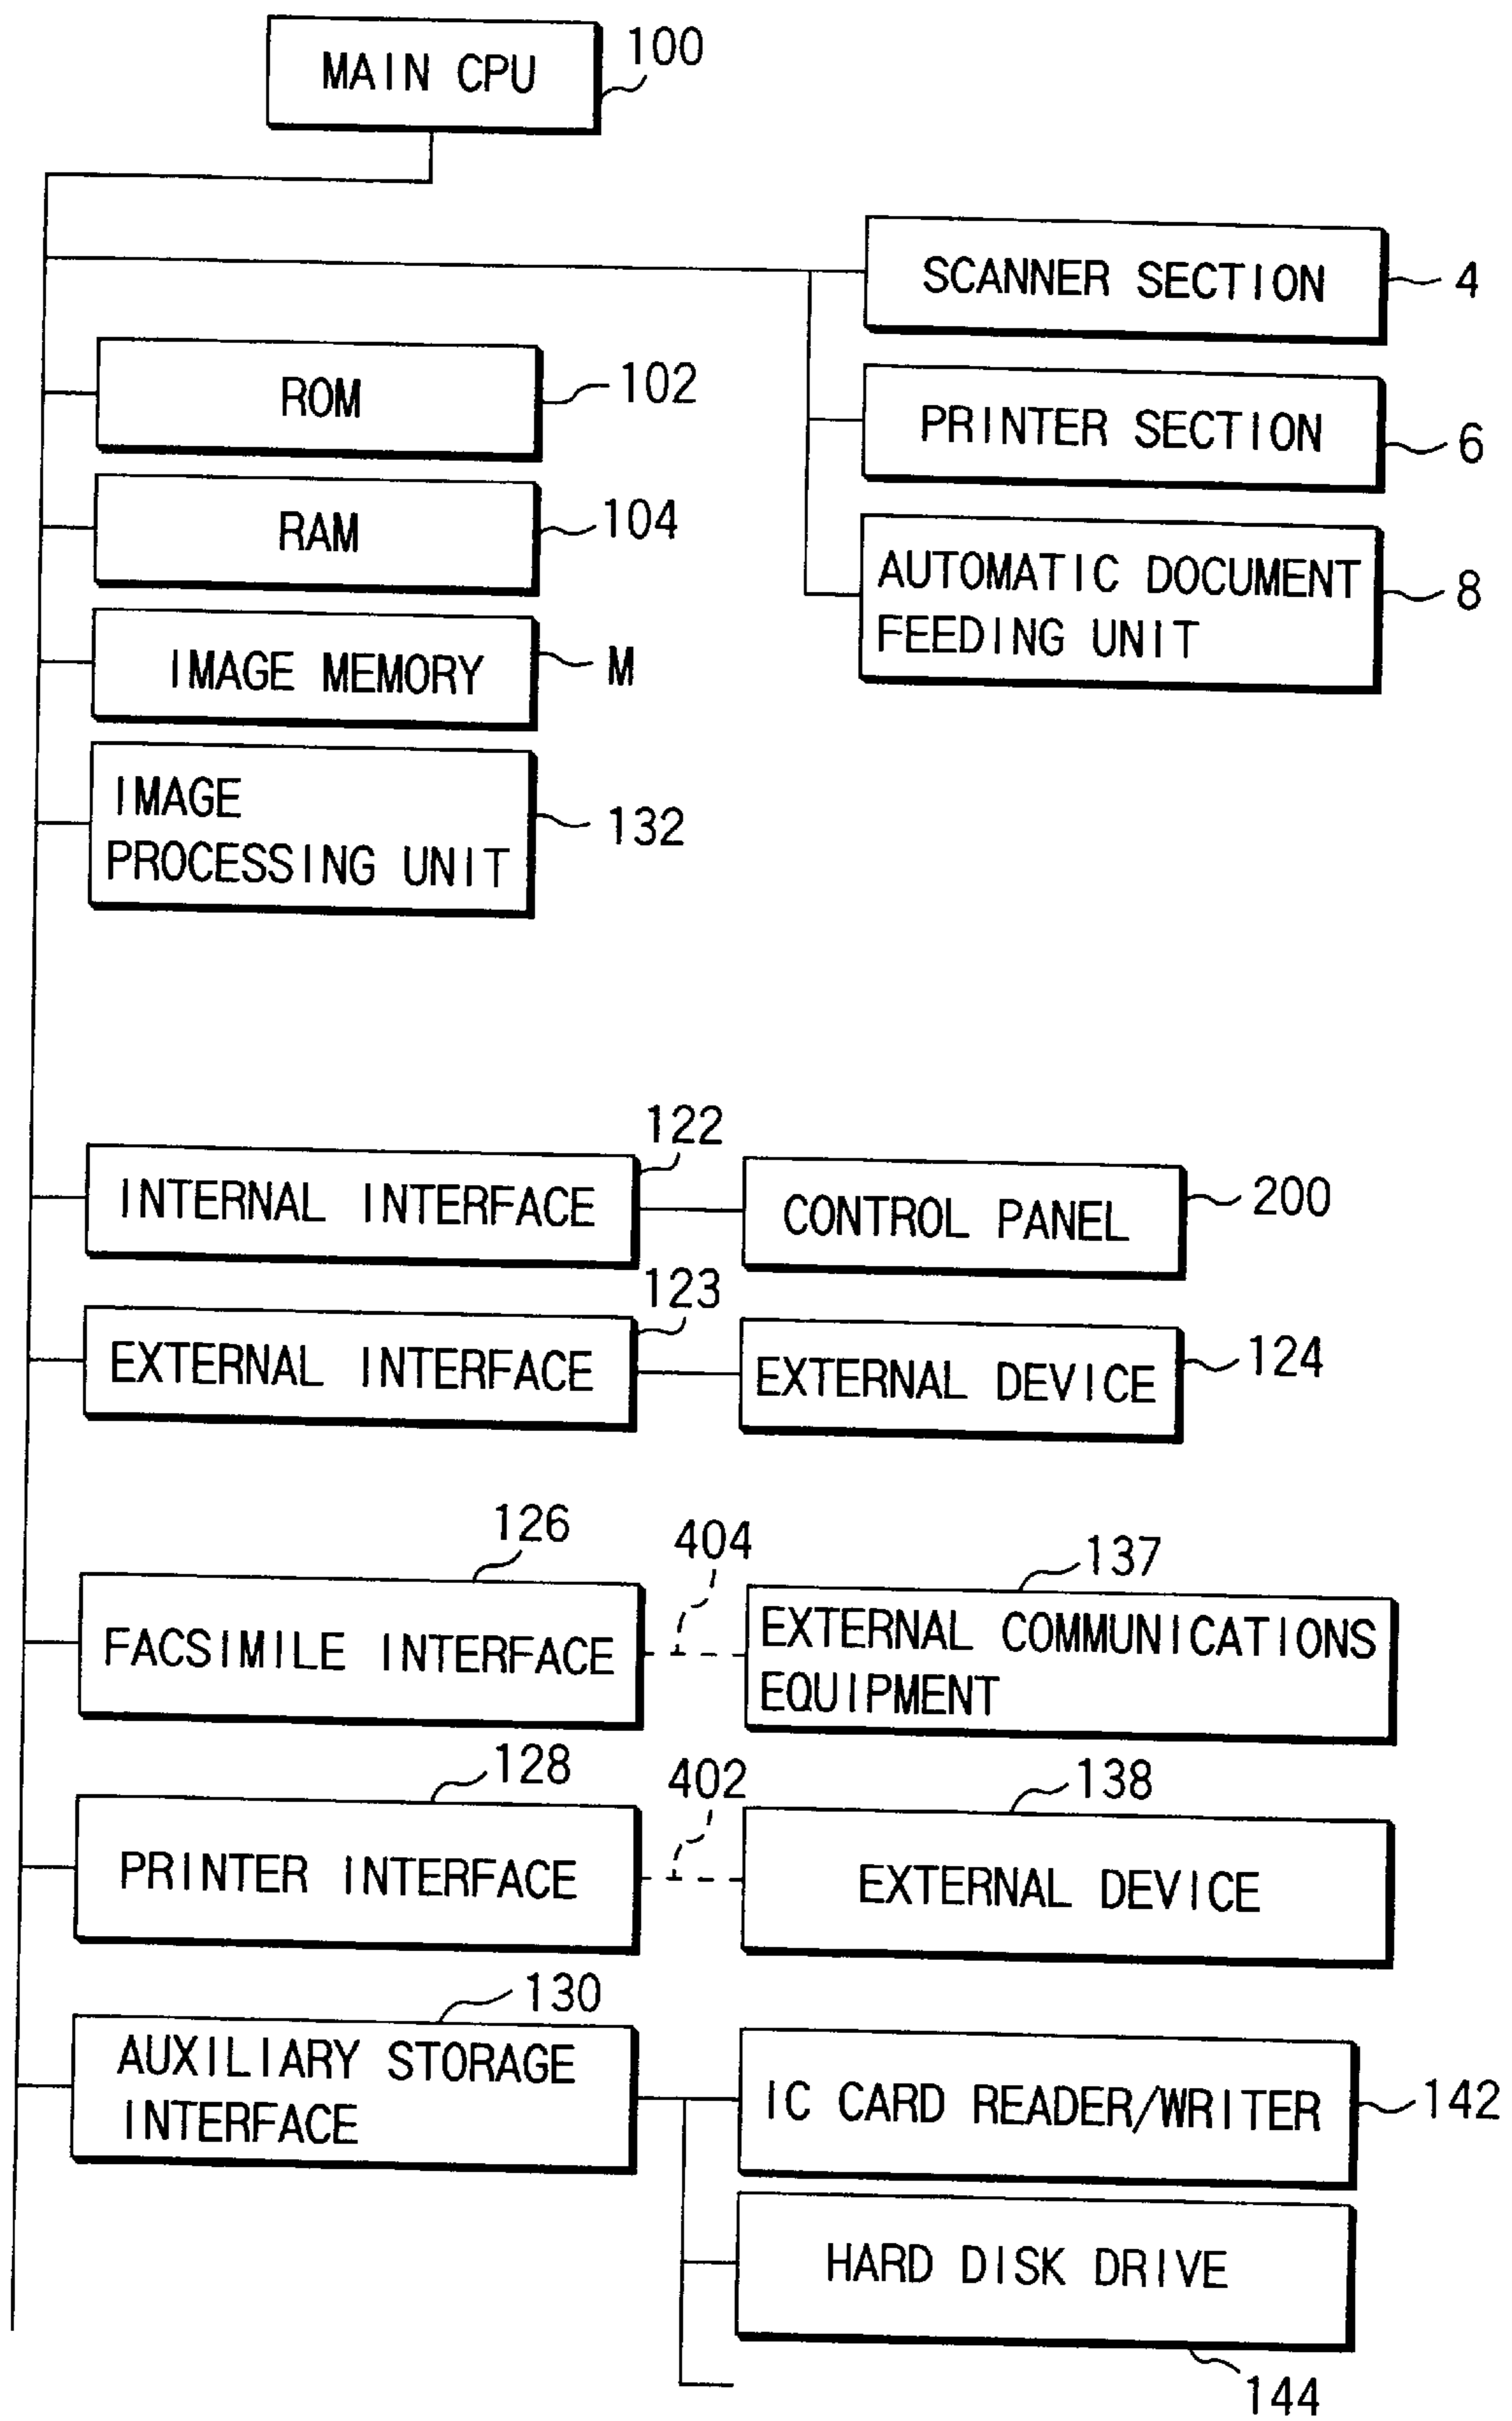 MAIN CPU
100
SCANNER SECTION
4
ROM
102
PRINTER SECTION
6
RAM
104
AUTOMATIC DOCUMENT
FEEDING UNIT
8
IMAGE MEMORY
M
IMAGE
PROCESSING UNIT
132
122
INTERNAL INTERFACE
CONTROL PANEL
200
123
EXTERNAL INTERFACE
EXTERNAL DEVICE
124
126
404
137
FACSIMILE INTERFACE
EXTERNAL COMMUNICATIONS
EQUIPMENT
128
402
138
PRINTER INTERFACE
EXTERNAL DEVICE
130
AUXILIARY STORAGE
INTERFACE
IC CARD READER/WRITER
142
HARD DISK DRIVE
144